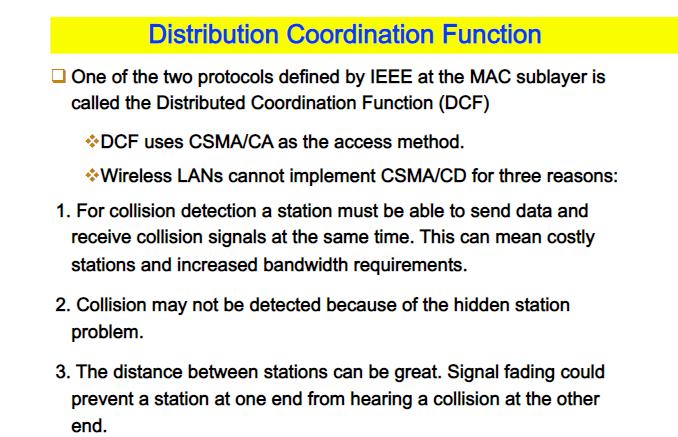 Distribution Coordination Function
❑ One of the two protocols defined by IEEE at the MAC sublayer is
called the Distributed Coordination Function (DCF)
❖DCF uses CSMA/CA as the access method.
❖Wireless LANs cannot implement CSMA/CD for three reasons:
1. For collision detection a station must be able to send data and
receive collision signals at the same time. This can mean costly
stations and increased bandwidth requirements.
2. Collision may not be detected because of the hidden station
problem.
3. The distance between stations can be great. Signal fading could
prevent a station at one end from hearing a collision at the other
end.